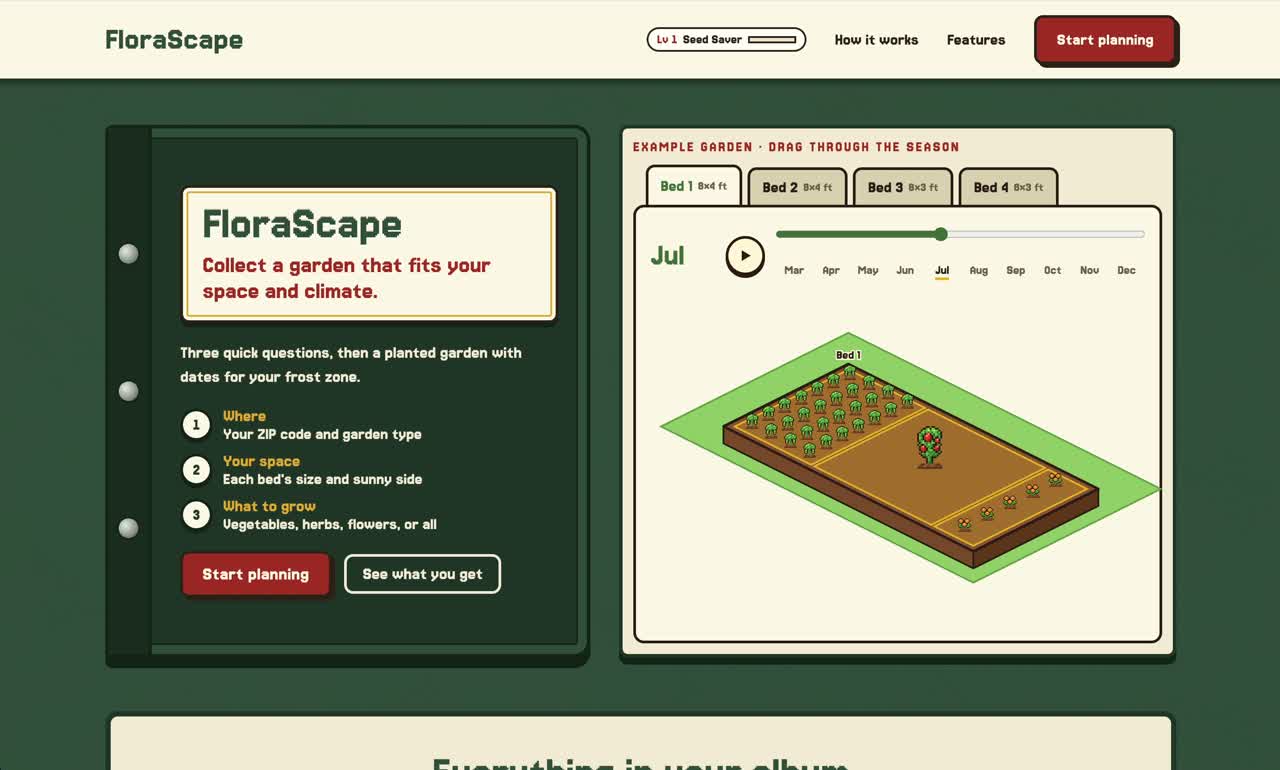 FloraScape
Lv 1 Seed Saver
How it works
Features
Start planning
FloraScape
Collect a garden that fits your
space and climate.
Three quick questions, then a planted garden with
dates for your frost zone.
1
Where
Your ZIP code and garden type
2
Your space
Each bed's size and sunny side
3
What to grow
Vegetables, herbs, flowers, or all
Start planning
See what you get
EXAMPLE GARDEN · DRAG THROUGH THE SEASON
Bed 1 8×4 ft
Bed 2 8×4 ft
Bed 3 8×3 ft
Bed 4 8×3 ft
Jul
Mar Apr May Jun Jul Aug Sep Oct Nov Dec
Bed 1
Everything in your album